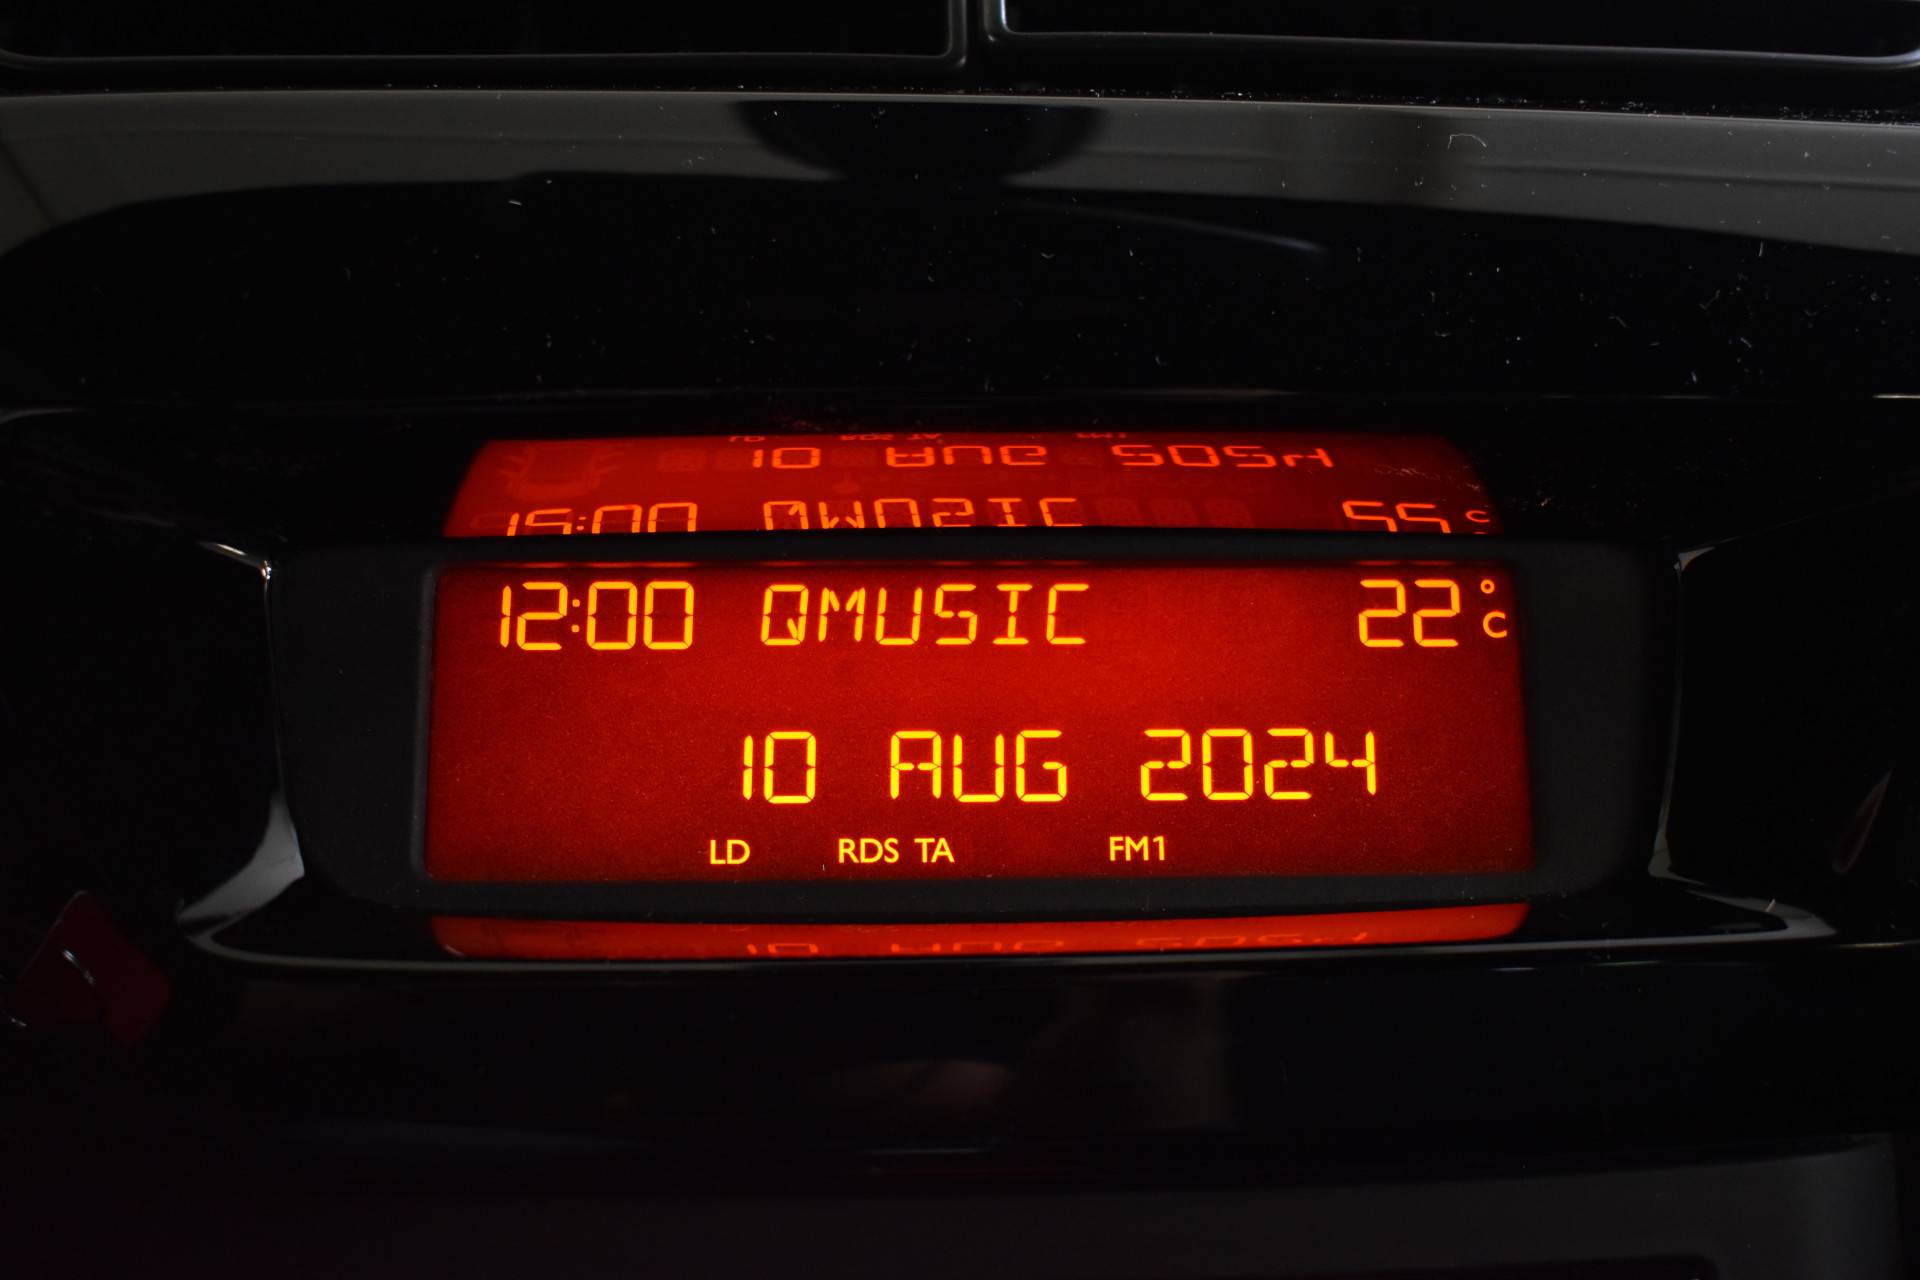 12:00 QMUSIC 22°C
10 AUG 2024
LD RDS TA FM1